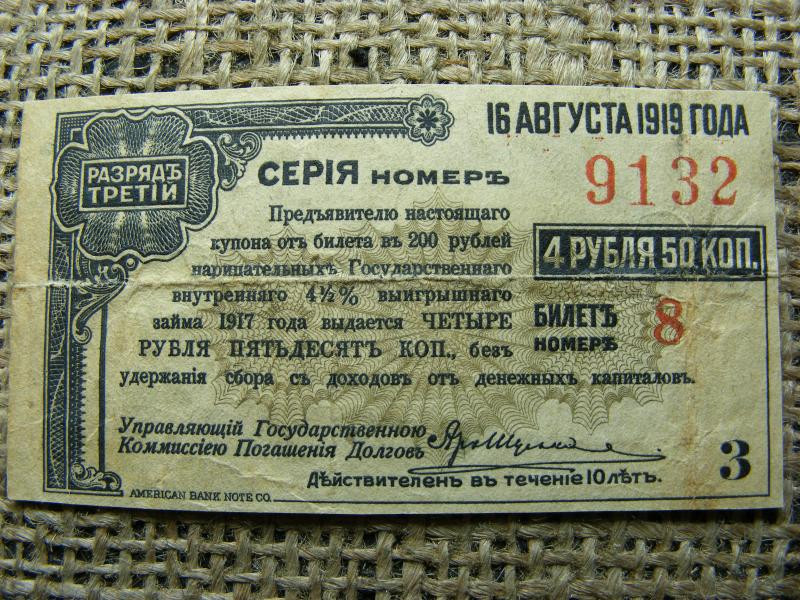 16 АВГУСТА 1919 ГОДА
РАЗРЯДЪ
ТРЕТІЙ
СЕРІЯ НОМЕРЪ 9132
Предъявителю настоящаго
купона отъ билета въ 200 рублей
нарицательныхъ Государственнаго
внутренняго 4½% выигрышнаго
займа 1917 года выдается ЧЕТЫРЕ
РУБЛЯ ПЯТЬДЕСЯТЪ КОП., безъ
удержанія сбора съ доходовъ отъ денежныхъ капиталовъ.
4 РУБЛЯ 50 КОП.
БИЛЕТЪ
НОМЕРЪ 8
Управляющій Государственною
Коммиссіею Погашенія Долговъ
Дѣйствителенъ въ теченіе 10 лѣтъ.
3
AMERICAN BANK NOTE CO.